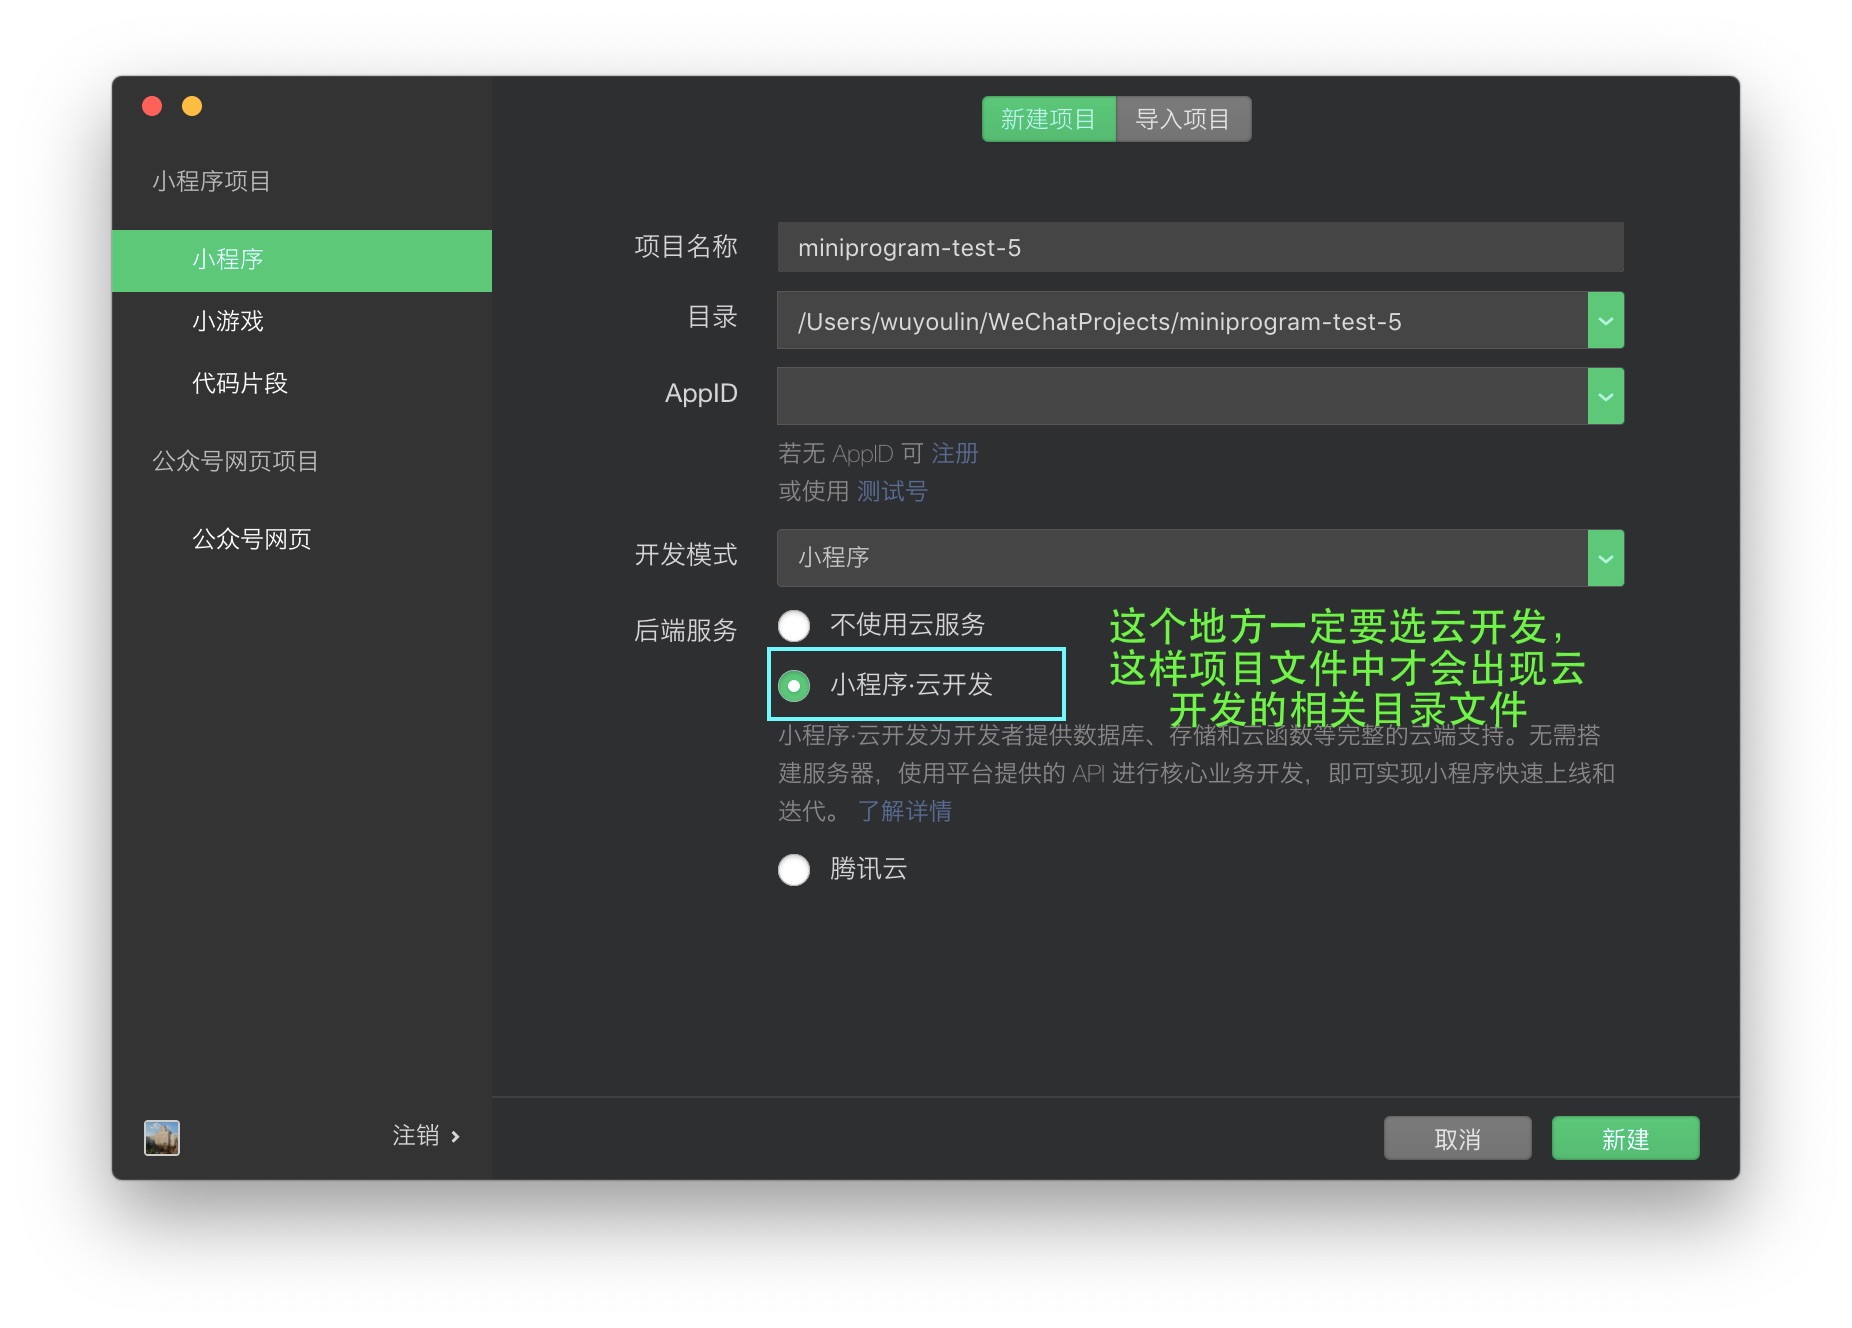 新建项目 导入项目
小程序项目
小程序
小游戏
代码片段
公众号网页项目
公众号网页
注销
项目名称 miniprogram-test-5
目录 /Users/wuyoulin/WeChatProjects/miniprogram-test-5
AppID
若无 AppID 可 注册
或使用 测试号
开发模式 小程序
后端服务 不使用云服务
小程序·云开发
这个地方一定要选云开发，
这样项目文件中才会出现云
开发的相关目录文件
小程序·云开发为开发者提供数据库、存储和云函数等完整的云端支持。无需搭
建服务器，使用平台提供的 API 进行核心业务开发，即可实现小程序快速上线和
迭代。 了解详情
腾讯云
取消 新建